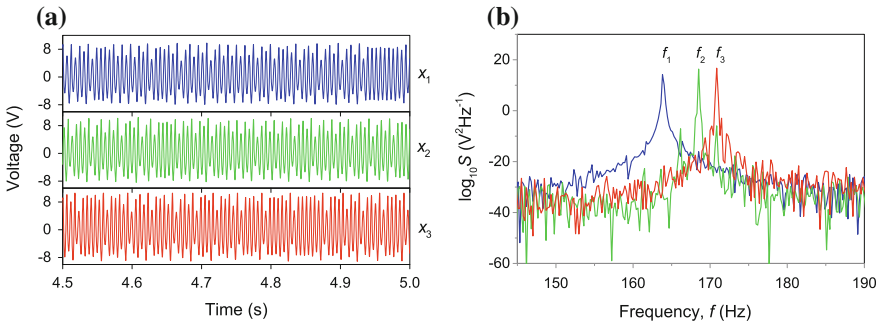 (a)
8
0
-8
x1
8
0
-8
x2
8
0
-8
x3
4.5 4.6 4.7 4.8 4.9 5.0
Time (s)
Voltage (V)
(b)
f1 f2 f3
20
0
-20
-40
-60
150 160 170 180 190
Frequency, f (Hz)
log10S (V2Hz-1)